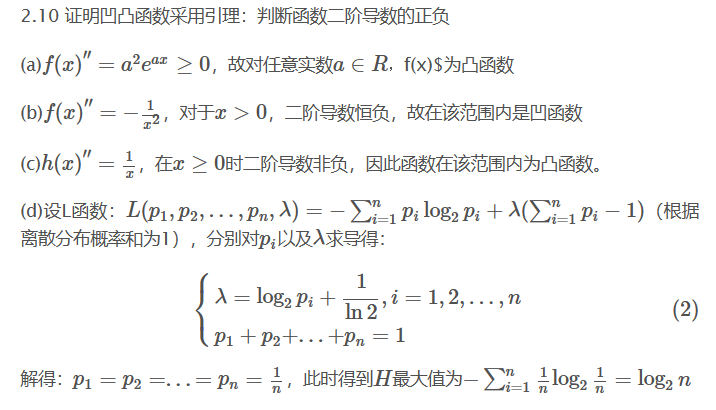 2.10 证明凹凸函数采用引理：判断函数二阶导数的正负
(a)$f(x)'' = a^2e^{ax} \geq 0$，故对任意实数$a \in R$，f(x)$为凸函数
(b)$f(x)'' = -\frac{1}{x^2}$，对于$x > 0$，二阶导数恒负，故在该范围内是凹函数
(c)$h(x)'' = \frac{1}{x}$，在$x \geq 0$时二阶导数非负，因此函数在该范围内为凸函数。
(d)设L函数：$L(p_1, p_2, \ldots, p_n, \lambda) = -\sum_{i=1}^{n} p_i \log_2 p_i + \lambda(\sum_{i=1}^{n} p_i - 1)$（根据
离散分布概率和为1），分别对$p_i$以及$\lambda$求导得：
$\begin{cases} \lambda = \log_2 p_i + \frac{1}{\ln 2}, i = 1, 2, \ldots, n \\ p_1 + p_2 + \ldots + p_n = 1 \end{cases}$ (2)
解得：$p_1 = p_2 = \ldots = p_n = \frac{1}{n}$，此时得到$H$最大值为$-\sum_{i=1}^{n} \frac{1}{n} \log_2 \frac{1}{n} = \log_2 n$